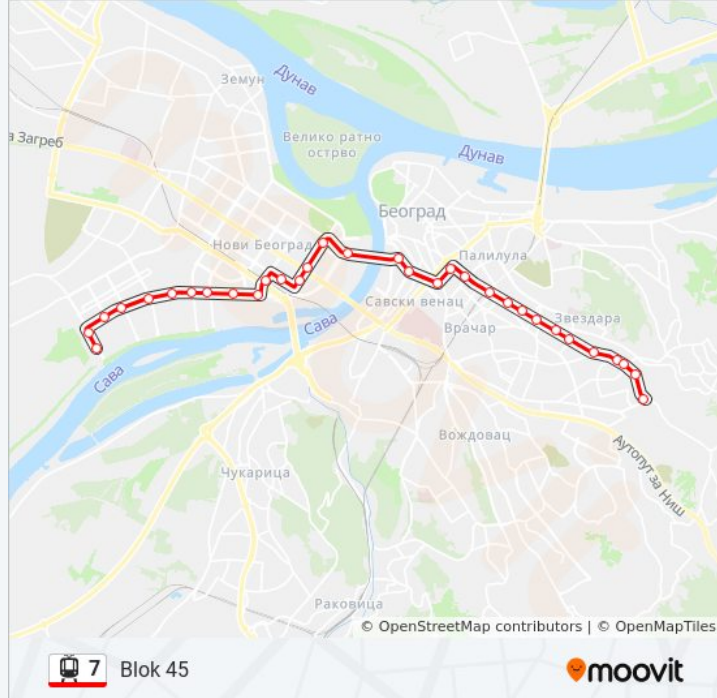 Земун
Дунав
а Загреб
Велико ратно
острво
Дунав
Београд
Нови Београд
Палилула
Савски венац
Звездара
Сава
Врачар
Сава
Вождовац
Аутопут за Ниш
Чукарица
Раковица
© OpenStreetMap contributors | © OpenMapTiles
7 Blok 45
moovit